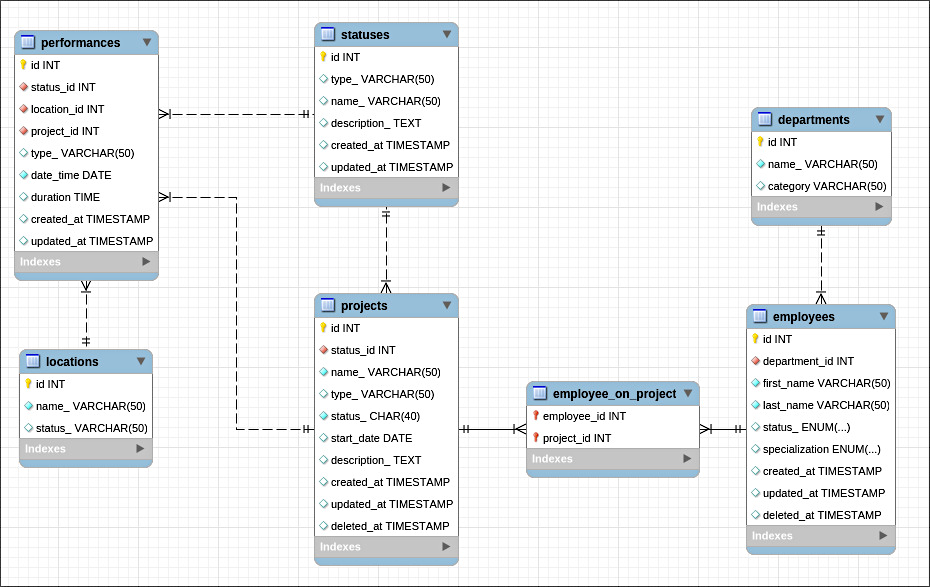 performances
id INT
status_id INT
location_id INT
project_id INT
type_ VARCHAR(50)
date_time DATE
duration TIME
created_at TIMESTAMP
updated_at TIMESTAMP
Indexes
statuses
id INT
type_ VARCHAR(50)
name_ VARCHAR(50)
description_ TEXT
created_at TIMESTAMP
updated_at TIMESTAMP
Indexes
departments
id INT
name_ VARCHAR(50)
category VARCHAR(50)
Indexes
locations
id INT
name_ VARCHAR(50)
status_ VARCHAR(50)
Indexes
projects
id INT
status_id INT
name_ VARCHAR(50)
type_ VARCHAR(50)
status_ CHAR(40)
start_date DATE
description_ TEXT
created_at TIMESTAMP
updated_at TIMESTAMP
deleted_at TIMESTAMP
Indexes
employee_on_project
employee_id INT
project_id INT
Indexes
employees
id INT
department_id INT
first_name VARCHAR(50)
last_name VARCHAR(50)
status_ ENUM(...)
specialization ENUM(...)
created_at TIMESTAMP
updated_at TIMESTAMP
deleted_at TIMESTAMP
Indexes